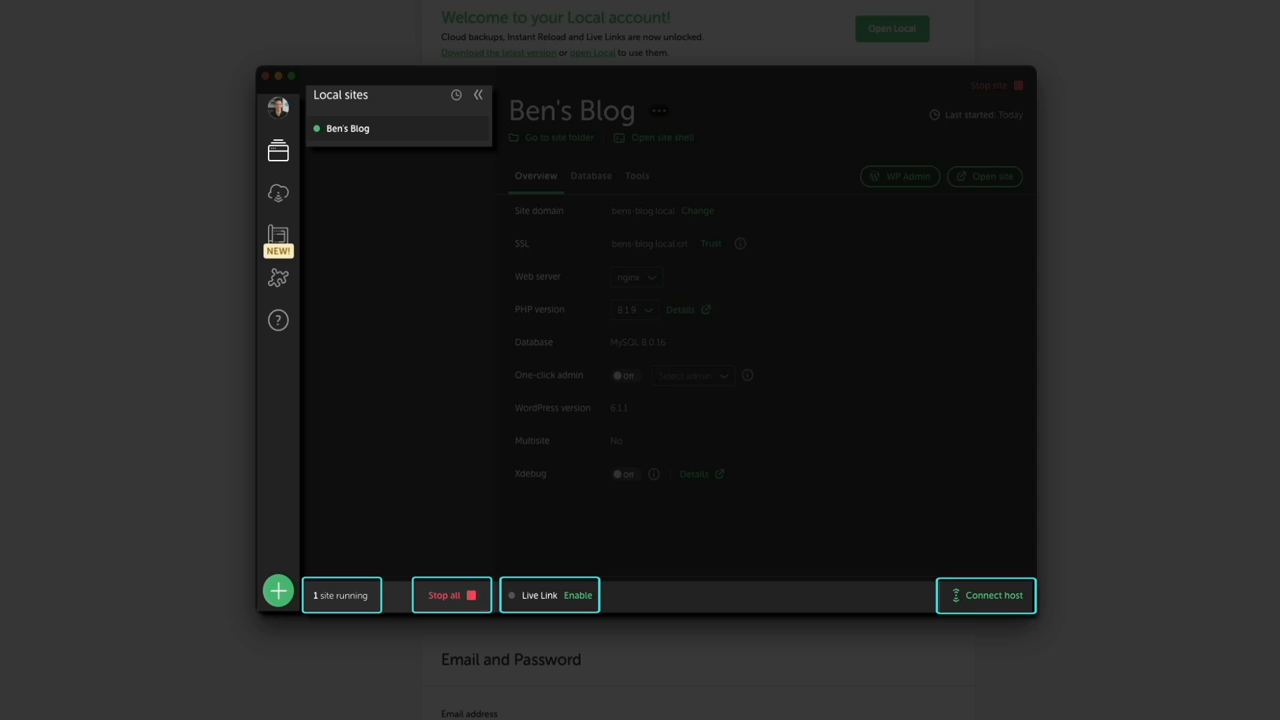 Welcome to your Local account!
Cloud backups, Instant Reload and Live Links are now unlocked.
Download the latest version or open Local to use them.
Open Local
Local sites
Ben's Blog
NEW!
?
Ben's Blog
Stop site
Last started: Today
Go to site folder
Open site shell
Overview Database Tools
WP Admin
Open site
Site domain bens-blog.local Change
SSL bens-blog.local.crt Trust
Web server nginx
PHP version 8.1.9 Details
Database MySQL 8.0.16
One-click admin Off Select admin
WordPress version 6.1.1
Multisite No
Xdebug Off Details
1 site running
Stop all
Live Link Enable
Connect host
Email and Password
Email address